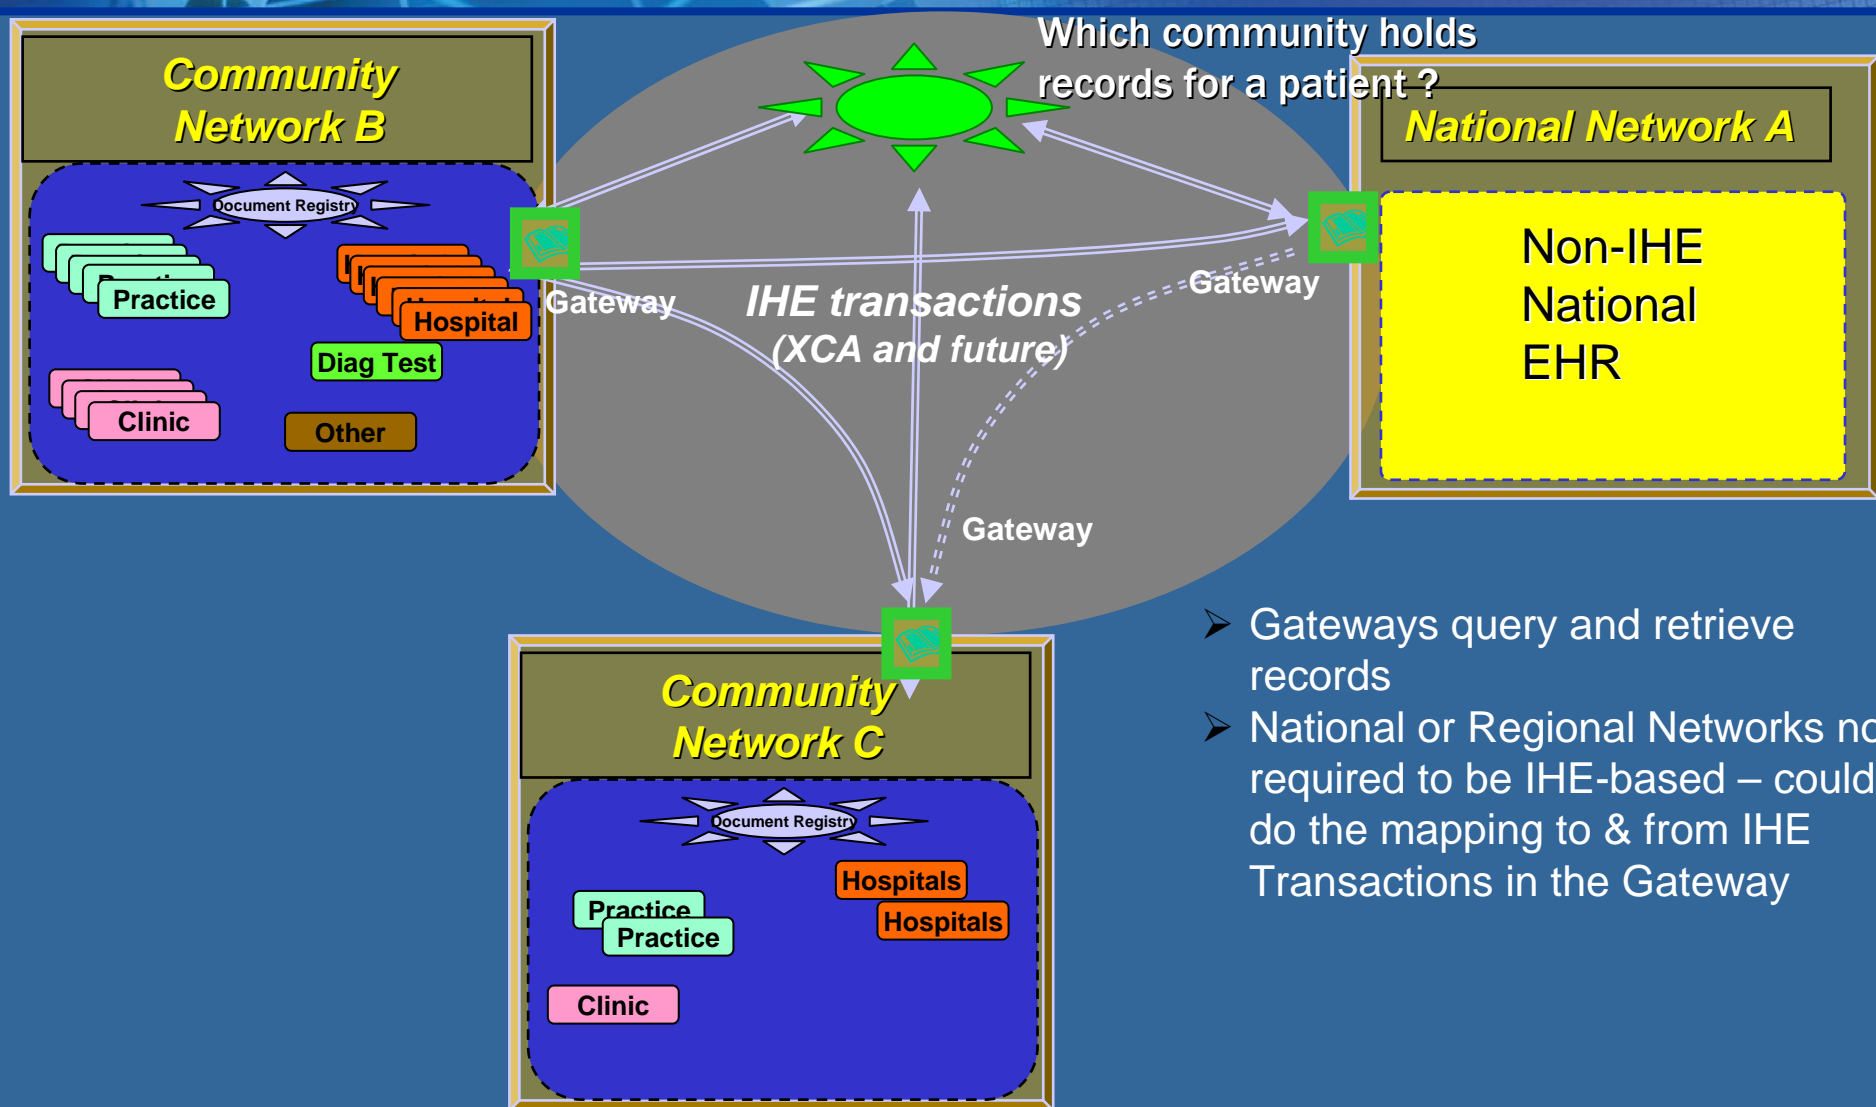 Which community holds
records for a patient ?
Community
Network B
Document Registry
Practice
Practice
Hospital
Hospital
Diag Test
Clinic
Other
Gateway
IHE transactions
(XCA and future)
Gateway
Gateway
National Network A
Non-IHE
National
EHR
Community
Network C
Document Registry
Hospitals
Hospitals
Practice
Practice
Clinic
Gateways query and retrieve
records
National or Regional Networks no
required to be IHE-based – could
do the mapping to & from IHE
Transactions in the Gateway